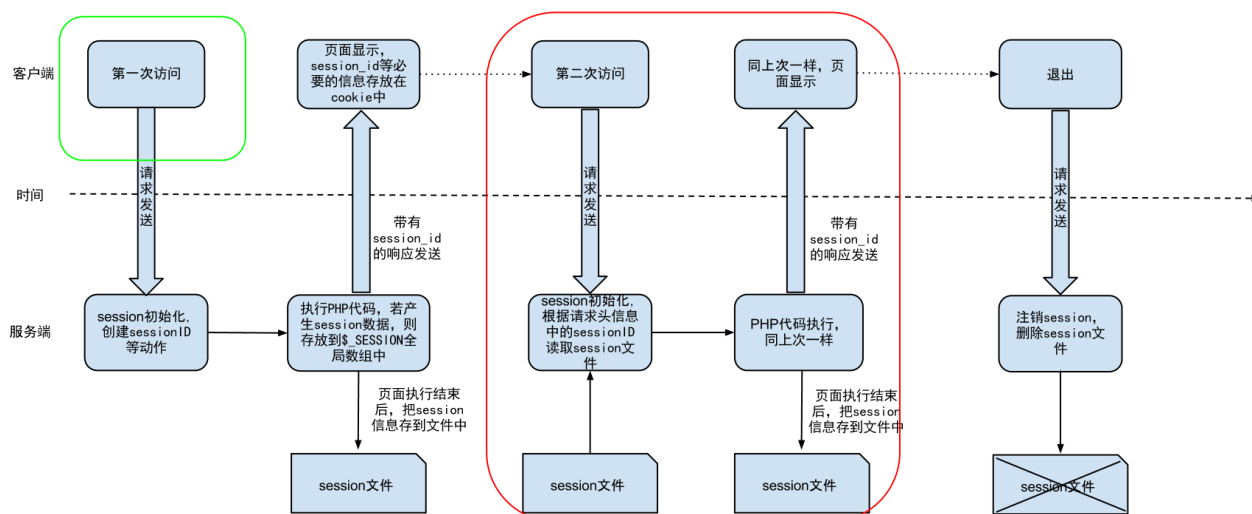 客户端
第一次访问
页面显示，
session_id等必
要的信息存放在
cookie中
第二次访问
同上次一样，页
面显示
退出
时间
请求发送
带有
session_id
的响应发送
请求发送
带有
session_id
的响应发送
请求发送
服务端
session初始化，
创建sessionID
等动作
执行PHP代码，若产
生session数据，则
存放到$_SESSION全
局数组中
session初始化，
根据请求头信息
中的sessionID
读取session文
件
PHP代码执行，
同上次一样
注销session，
删除session文
件
页面执行结束
后，把session
信息存到文件中
页面执行结束
后，把session
信息存到文件中
session文件
session文件
session文件
session文件